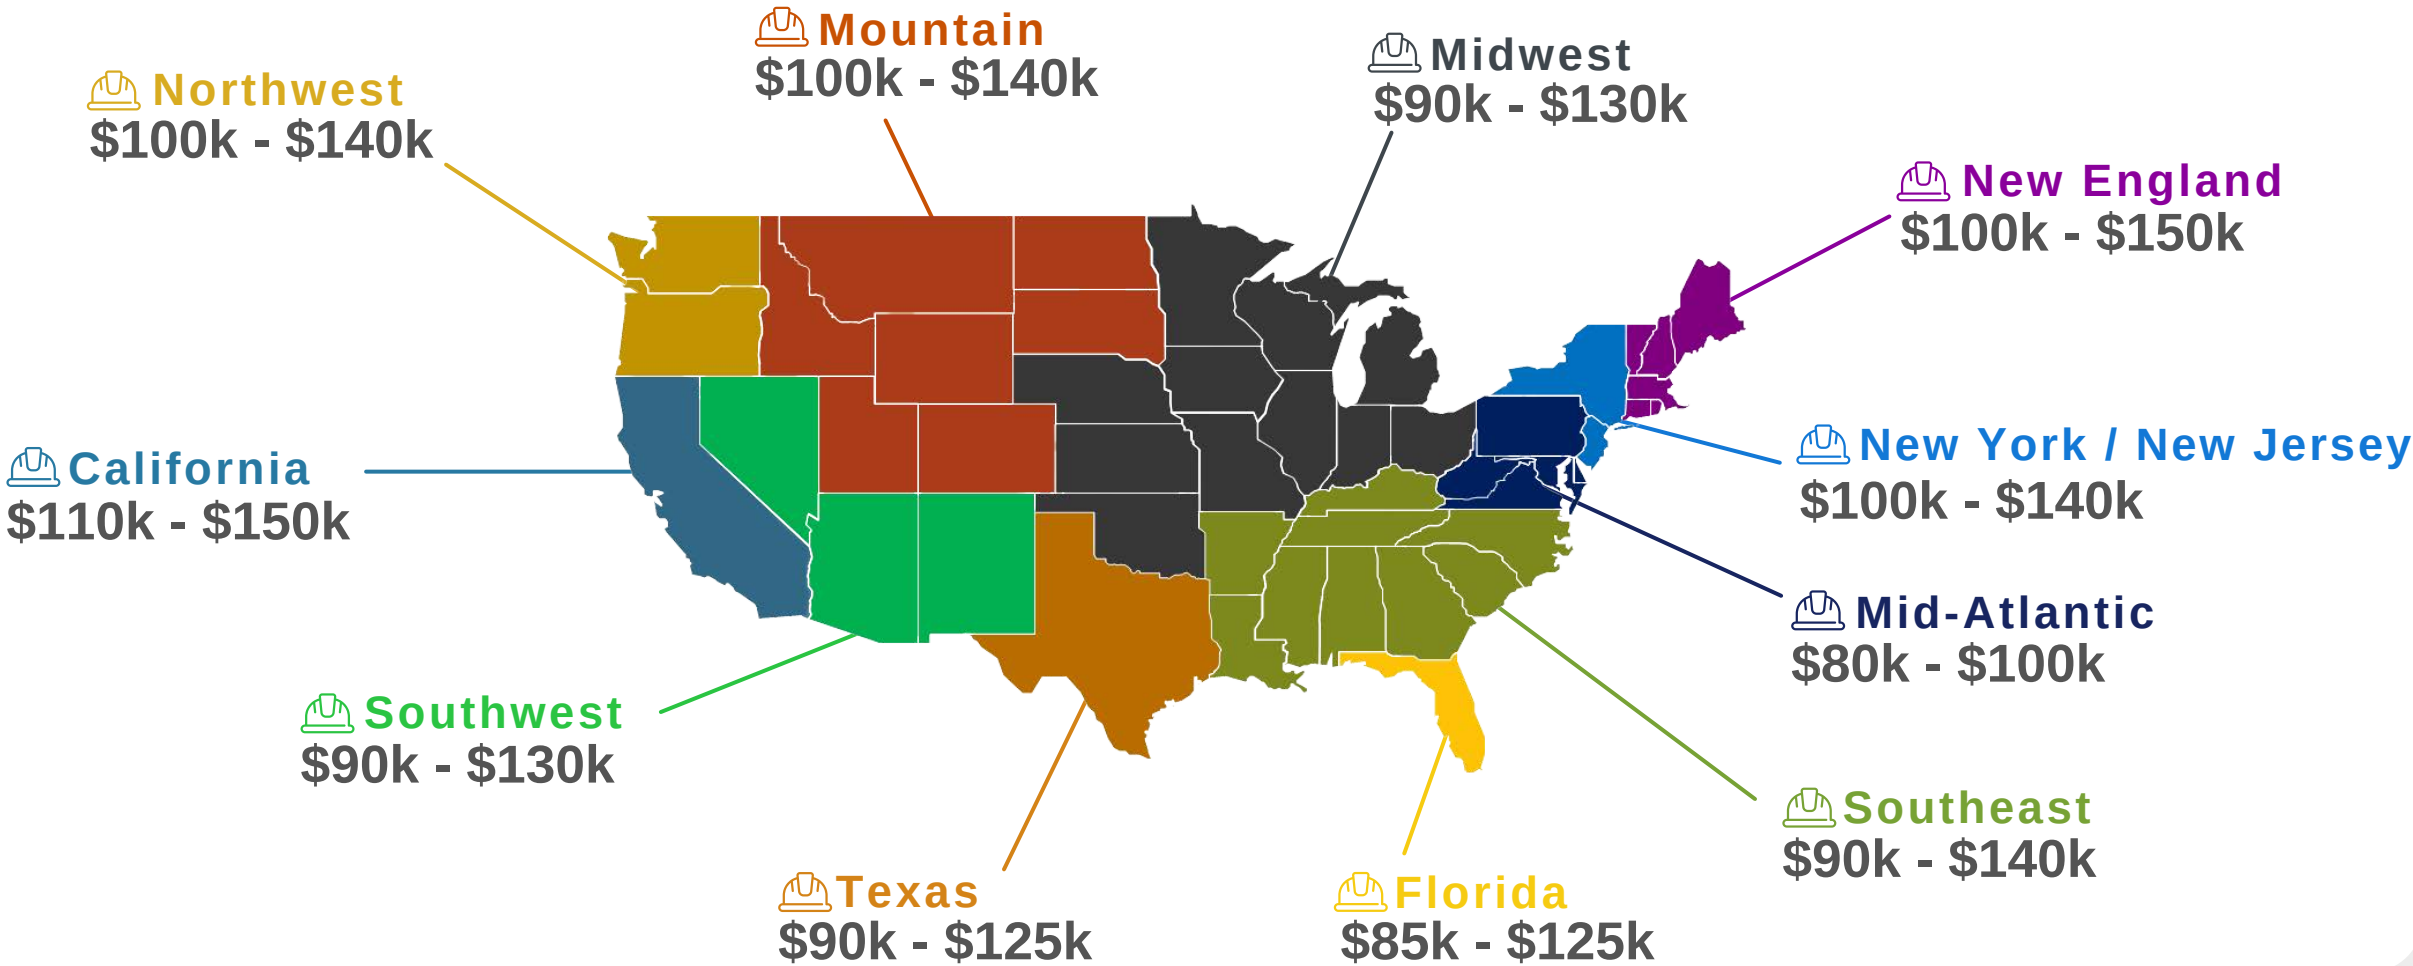 Mountain
$100k - $140k
Midwest
$90k - $130k
Northwest
$100k - $140k
New England
$100k - $150k
California
$110k - $150k
New York / New Jersey
$100k - $140k
Mid-Atlantic
$80k - $100k
Southwest
$90k - $130k
Southeast
$90k - $140k
Texas
$90k - $125k
Florida
$85k - $125k